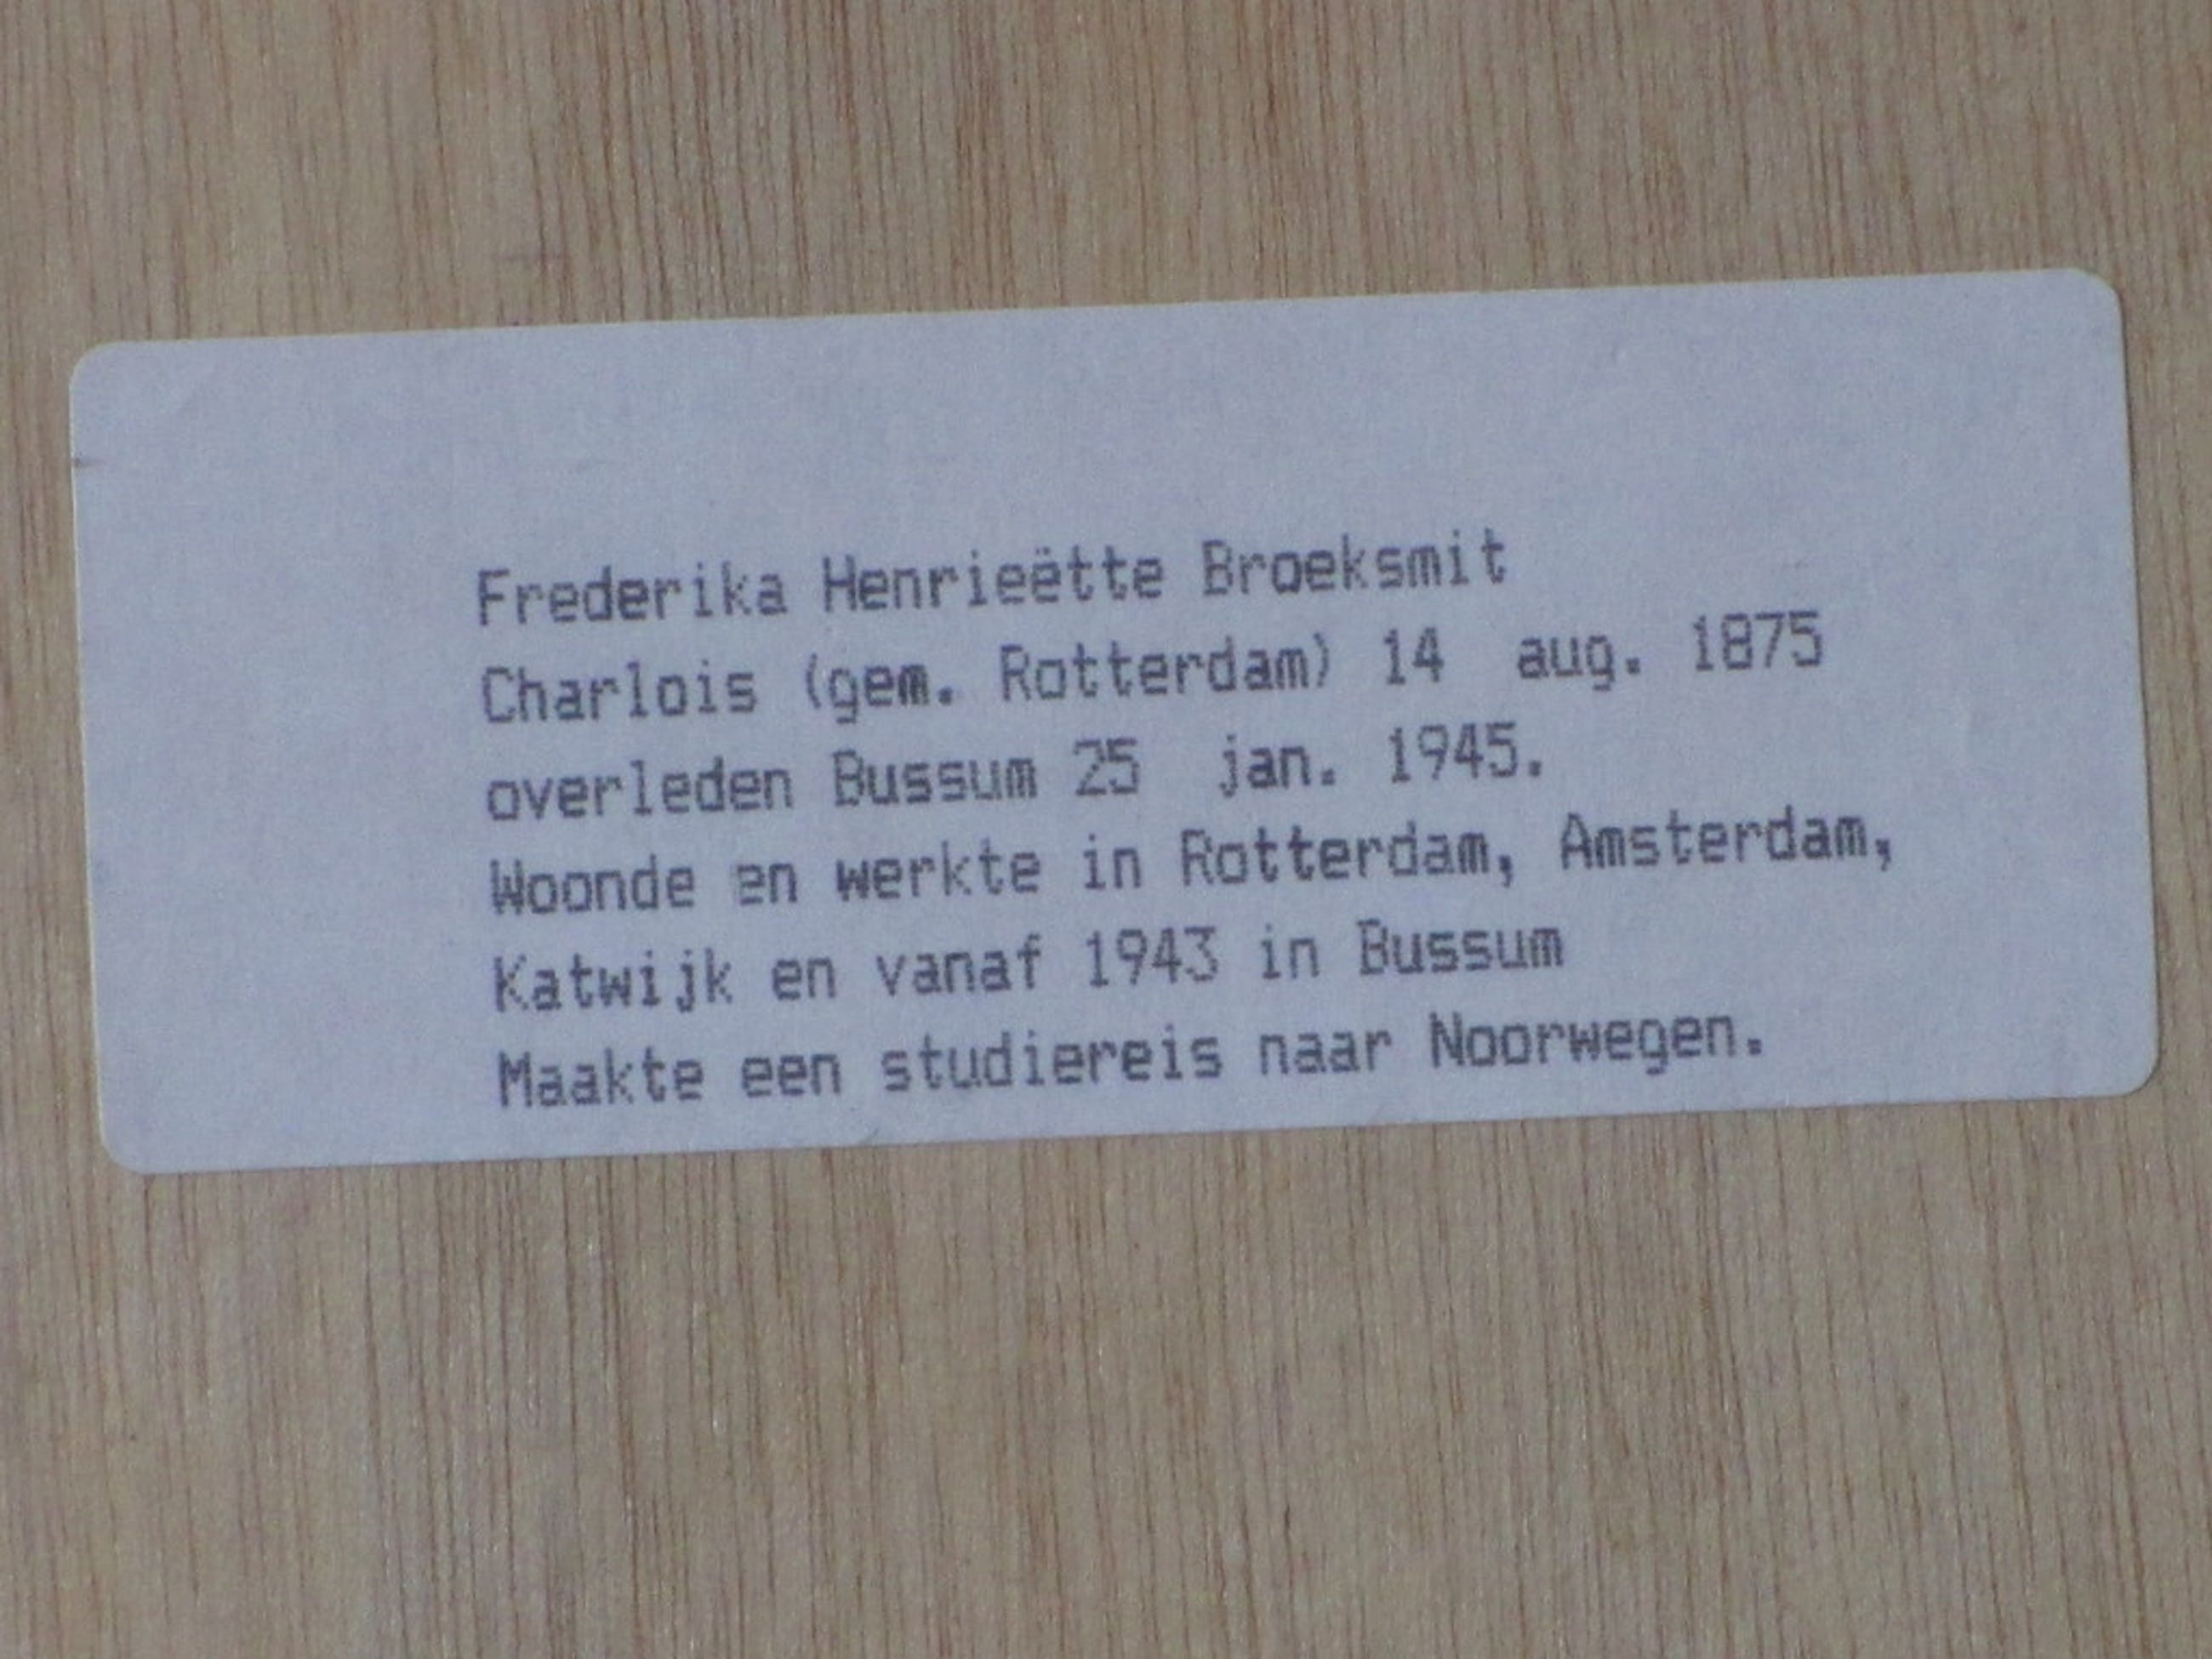 Frederika Henrieëtte Broeksmit
Charlois (gem. Rotterdam) 14 aug. 1875
overleden Bussum 25 jan. 1945.
Woonde en werkte in Rotterdam, Amsterdam,
Katwijk en vanaf 1943 in Bussum
Maakte een studiereis naar Noorwegen.